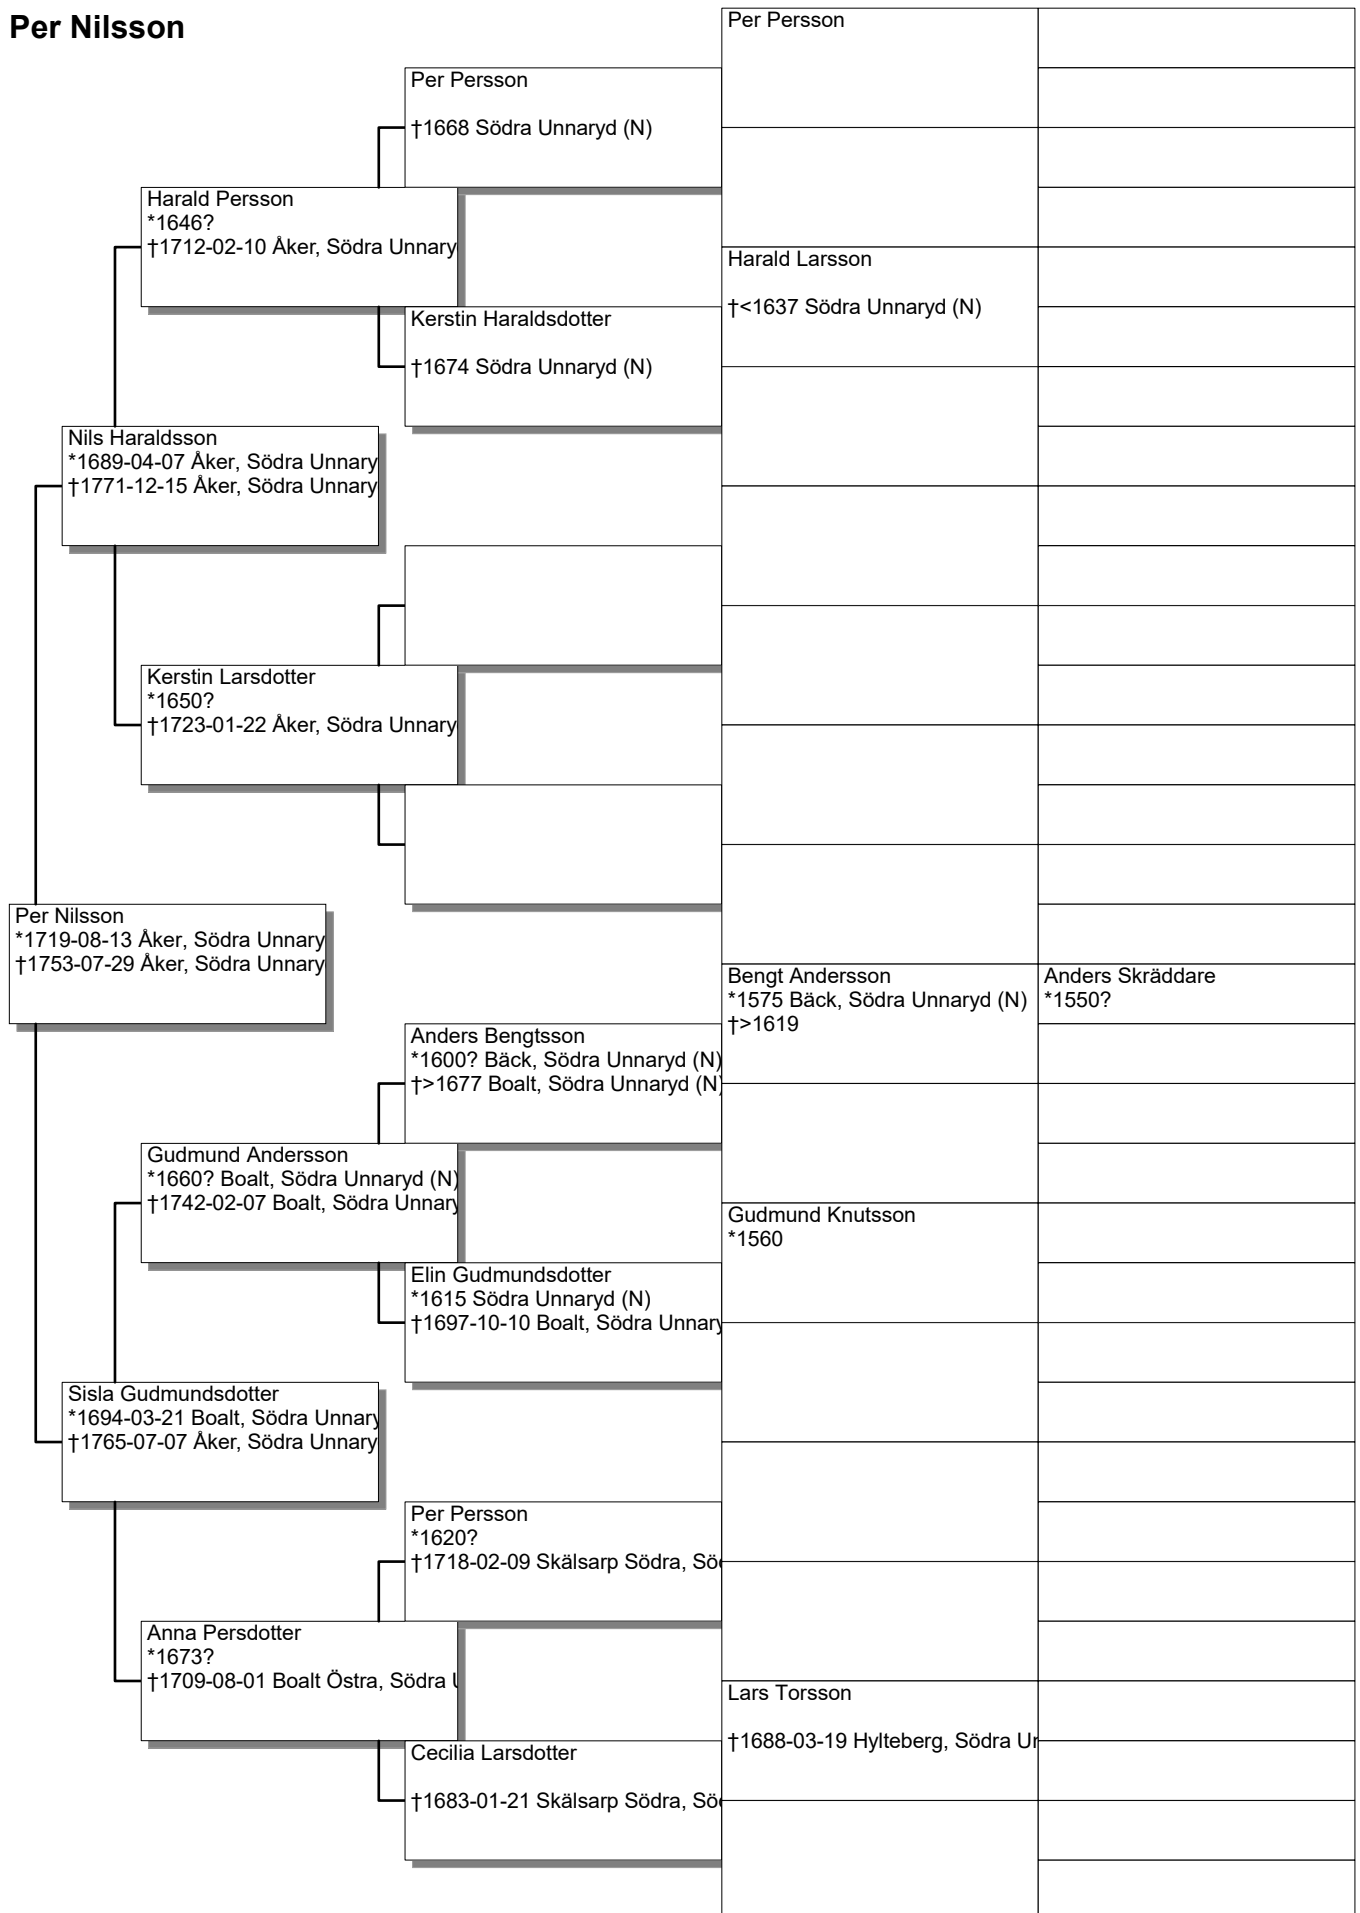 Per Nilsson
Per Persson
Per Persson
†1668 Södra Unnaryd (N)
Harald Persson
*1646?
†1712-02-10 Åker, Södra Unnary
Harald Larsson
†<1637 Södra Unnaryd (N)
Kerstin Haraldsdotter
†1674 Södra Unnaryd (N)
Nils Haraldsson
*1689-04-07 Åker, Södra Unnary
†1771-12-15 Åker, Södra Unnary
Kerstin Larsdotter
*1650?
†1723-01-22 Åker, Södra Unnary
Per Nilsson
*1719-08-13 Åker, Södra Unnary
†1753-07-29 Åker, Södra Unnary
Bengt Andersson
*1575 Bäck, Södra Unnaryd (N)
†>1619
Anders Skräddare
*1550?
Anders Bengtsson
*1600? Bäck, Södra Unnaryd (N)
†>1677 Boalt, Södra Unnaryd (N)
Gudmund Andersson
*1660? Boalt, Södra Unnaryd (N)
†1742-02-07 Boalt, Södra Unnary
Gudmund Knutsson
*1560
Elin Gudmundsdotter
*1615 Södra Unnaryd (N)
†1697-10-10 Boalt, Södra Unnary
Sisla Gudmundsdotter
*1694-03-21 Boalt, Södra Unnary
†1765-07-07 Åker, Södra Unnary
Per Persson
*1620?
†1718-02-09 Skälsarp Södra, Söd
Anna Persdotter
*1673?
†1709-08-01 Boalt Östra, Södra U
Lars Torsson
†1688-03-19 Hylteberg, Södra Un
Cecilia Larsdotter
†1683-01-21 Skälsarp Södra, Söd